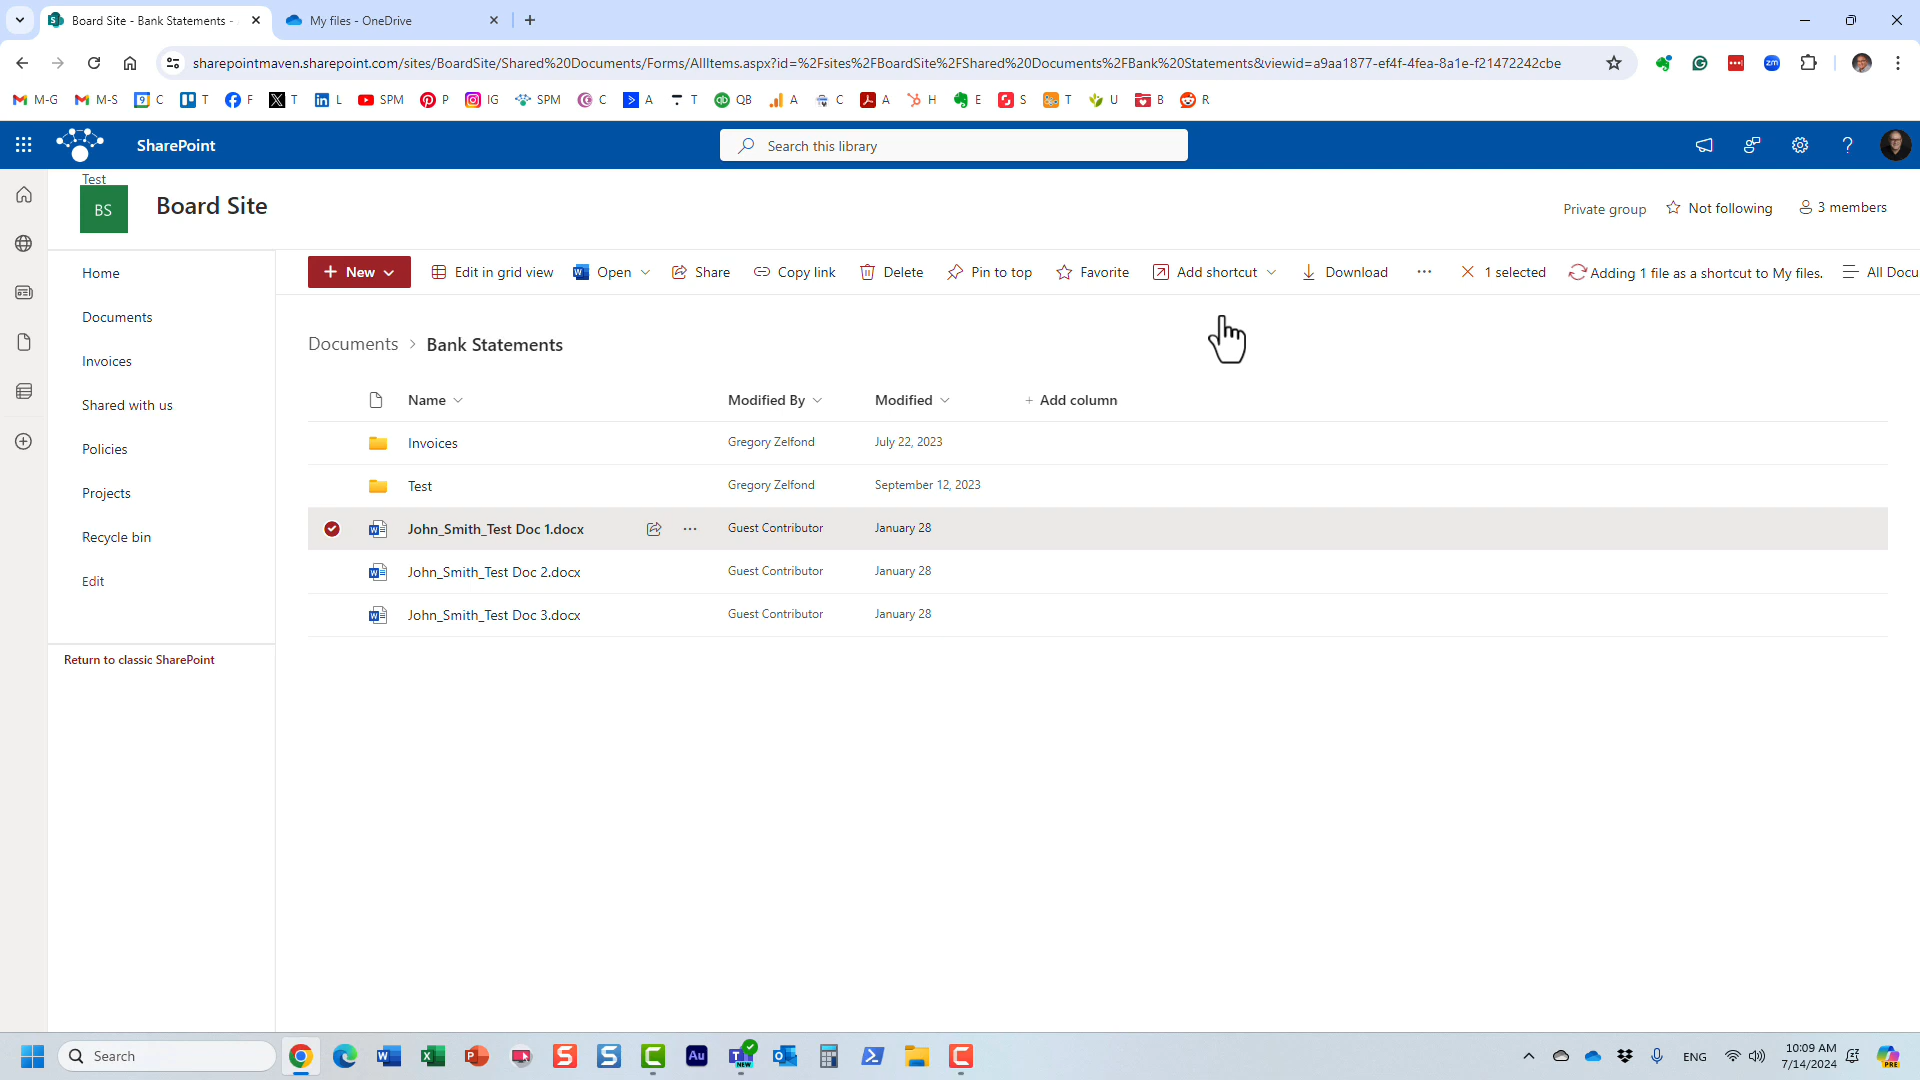 Board Site - Bank Statements -
My files - OneDrive
sharepointmaven.sharepoint.com/sites/BoardSite/Shared%20Documents/Forms/AllItems.aspx?id=%2Fsites%2FBoardSite%2FShared%20Documents%2FBank%20Statements&viewid=a9aa1877-ef4f-4fea-8a1e-f21472242cbe
M-G M-S C T F T L SPM P IG SPM C A T QB A C A H E S T U B R
SharePoint
Search this library
Test
BS
Board Site
Private group
Not following
3 members
New
Edit in grid view
Open
Share
Copy link
Delete
Pin to top
Favorite
Add shortcut
Download
1 selected
Adding 1 file as a shortcut to My files.
All Docu
Home
Documents
Invoices
Shared with us
Policies
Projects
Recycle bin
Edit
Return to classic SharePoint
Documents > Bank Statements
Name Modified By Modified + Add column
Invoices Gregory Zelfond July 22, 2023
Test Gregory Zelfond September 12, 2023
John_Smith_Test Doc 1.docx Guest Contributor January 28
John_Smith_Test Doc 2.docx Guest Contributor January 28
John_Smith_Test Doc 3.docx Guest Contributor January 28
Search
ENG
10:09 AM
7/14/2024